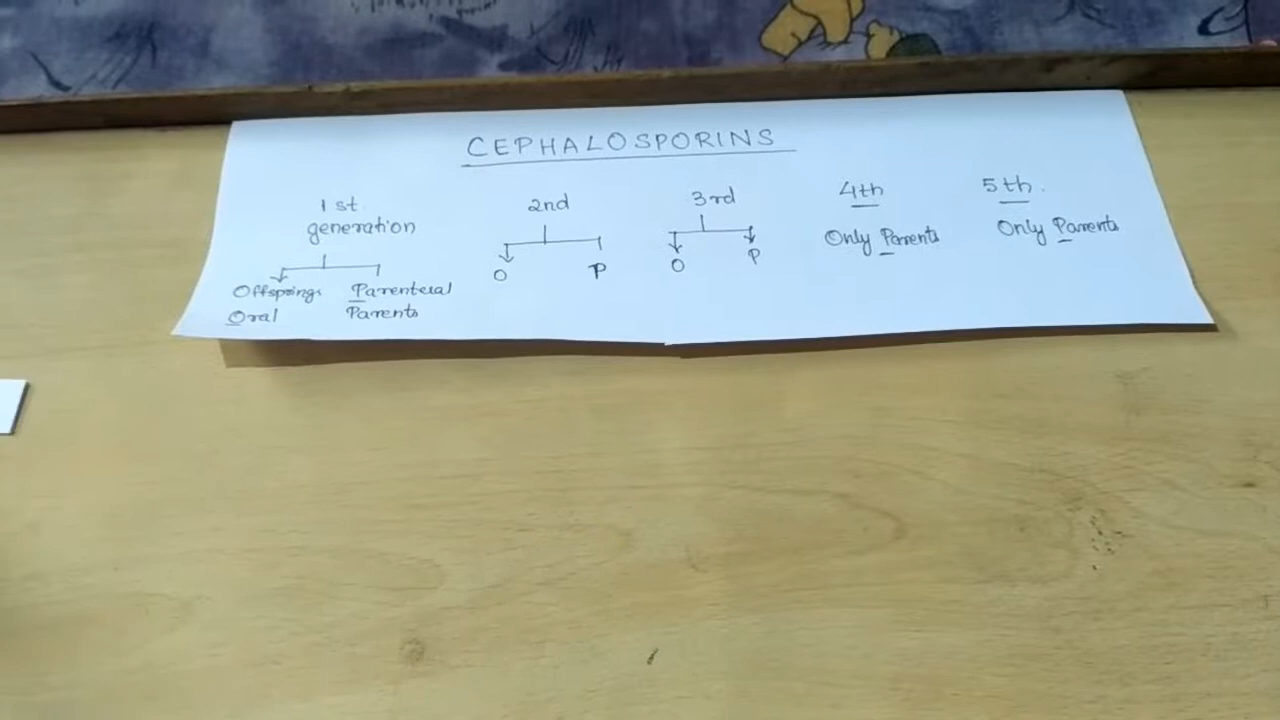 CEPHALOSPORINS
1st
generation
Offsprings Parenteral
Oral Parents
2nd
O P
3rd
O P
4th
Only Parents
5th.
Only Parents